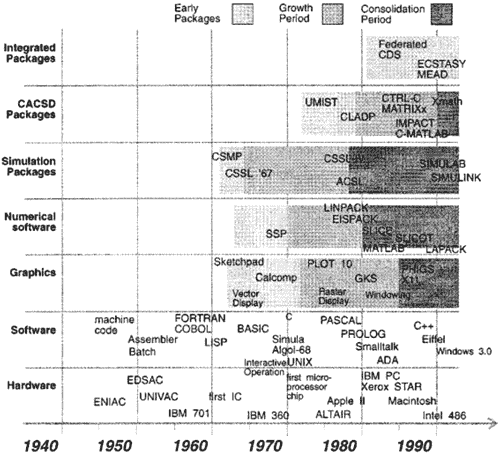 Early Packages
Growth Period
Consolidation Period
Integrated Packages
Federated CDS
ECSTASY
MEAD
CACSD Packages
UMIST
CLADP
CTRL-C
MATRIXx
IMPACT
C-MATLAB
Xmath
Simulation Packages
CSMP
CSSL '67
CSSL-IV
ACSL
SIMULAB
SIMULINK
Numerical software
SSP
LINPACK
EISPACK
SLICE
MATLAB
SLICOT
LAPACK
Graphics
Sketchpad
Vector Display
Calcomp
PLOT 10
Raster Display
GKS
Windowing
PHIGS
X11
Software
machine code
Assembler
Batch
FORTRAN
COBOL
LISP
BASIC
Interactive Operation
C
Simula
Algol-68
UNIX
PASCAL
PROLOG
Smalltalk
ADA
C++
Eiffel
Windows 3.0
Hardware
ENIAC
EDSAC
UNIVAC
IBM 701
first IC
IBM 360
first micro-
processor
chip
ALTAIR
Apple II
IBM PC
Xerox STAR
Macintosh
Intel 486
1940 1950 1960 1970 1980 1990